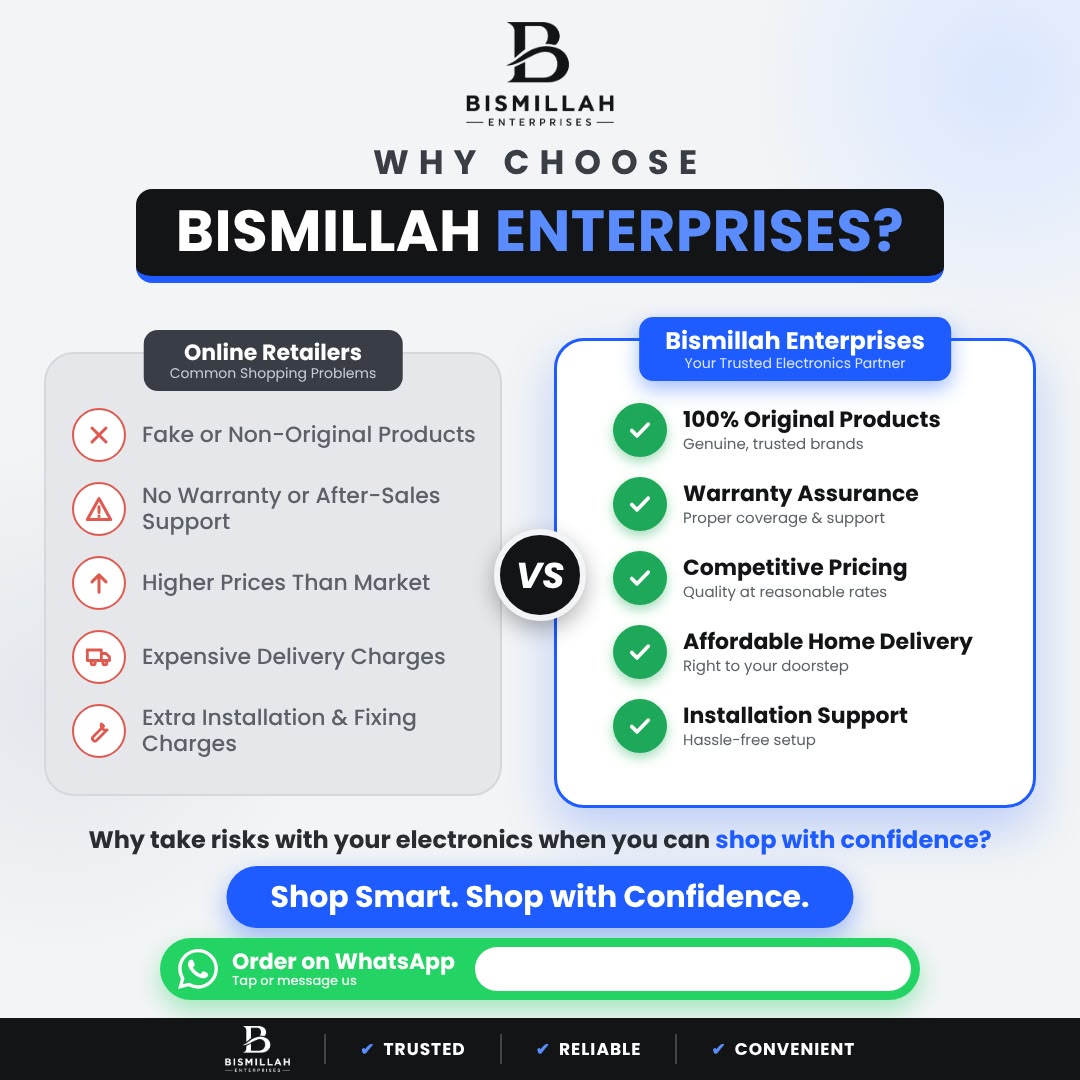 BISMILLAH
ENTERPRISES
WHY CHOOSE
BISMILLAH ENTERPRISES?
Online Retailers
Common Shopping Problems
Fake or Non-Original Products
No Warranty or After-Sales
Support
Higher Prices Than Market
Expensive Delivery Charges
Extra Installation & Fixing
Charges
VS
Bismillah Enterprises
Your Trusted Electronics Partner
100% Original Products
Genuine, trusted brands
Warranty Assurance
Proper coverage & support
Competitive Pricing
Quality at reasonable rates
Affordable Home Delivery
Right to your doorstep
Installation Support
Hassle-free setup
Why take risks with your electronics when you can shop with confidence?
Shop Smart. Shop with Confidence.
Order on WhatsApp
Tap or message us
BISMILLAH
ENTERPRISES
✔ TRUSTED
✔ RELIABLE
✔ CONVENIENT